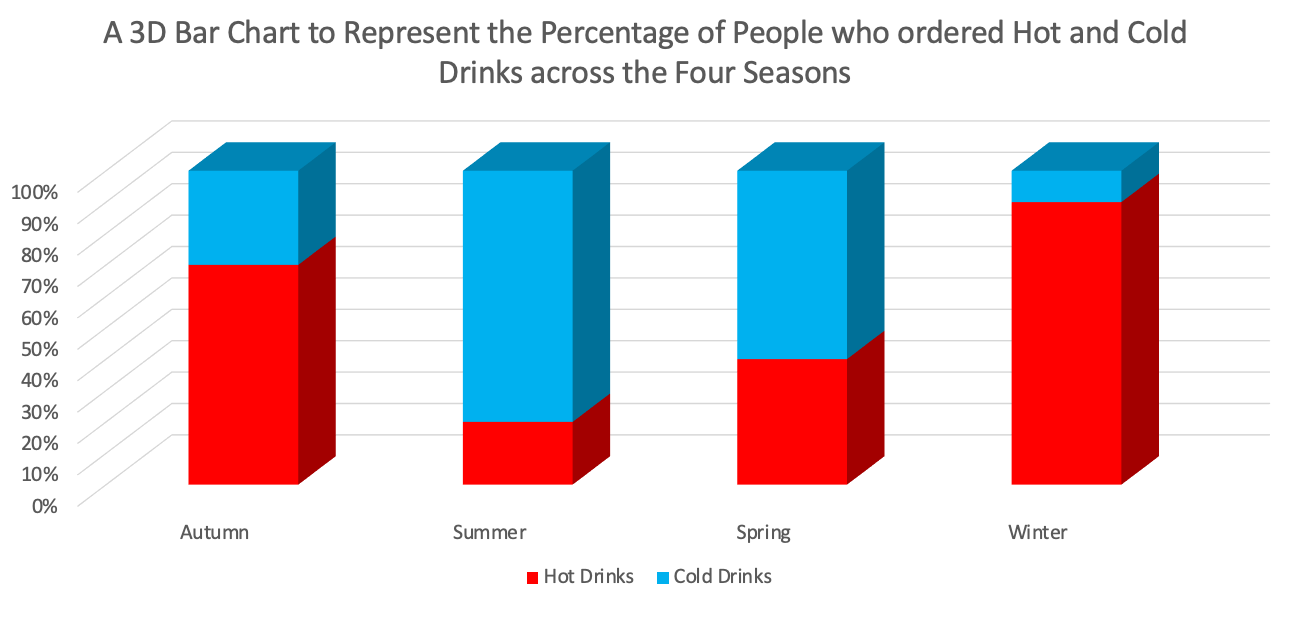 A 3D Bar Chart to Represent the Percentage of People who ordered Hot and Cold
Drinks across the Four Seasons
100%
90%
80%
70%
60%
50%
40%
30%
20%
10%
0%
Autumn Summer Spring Winter
Hot Drinks Cold Drinks